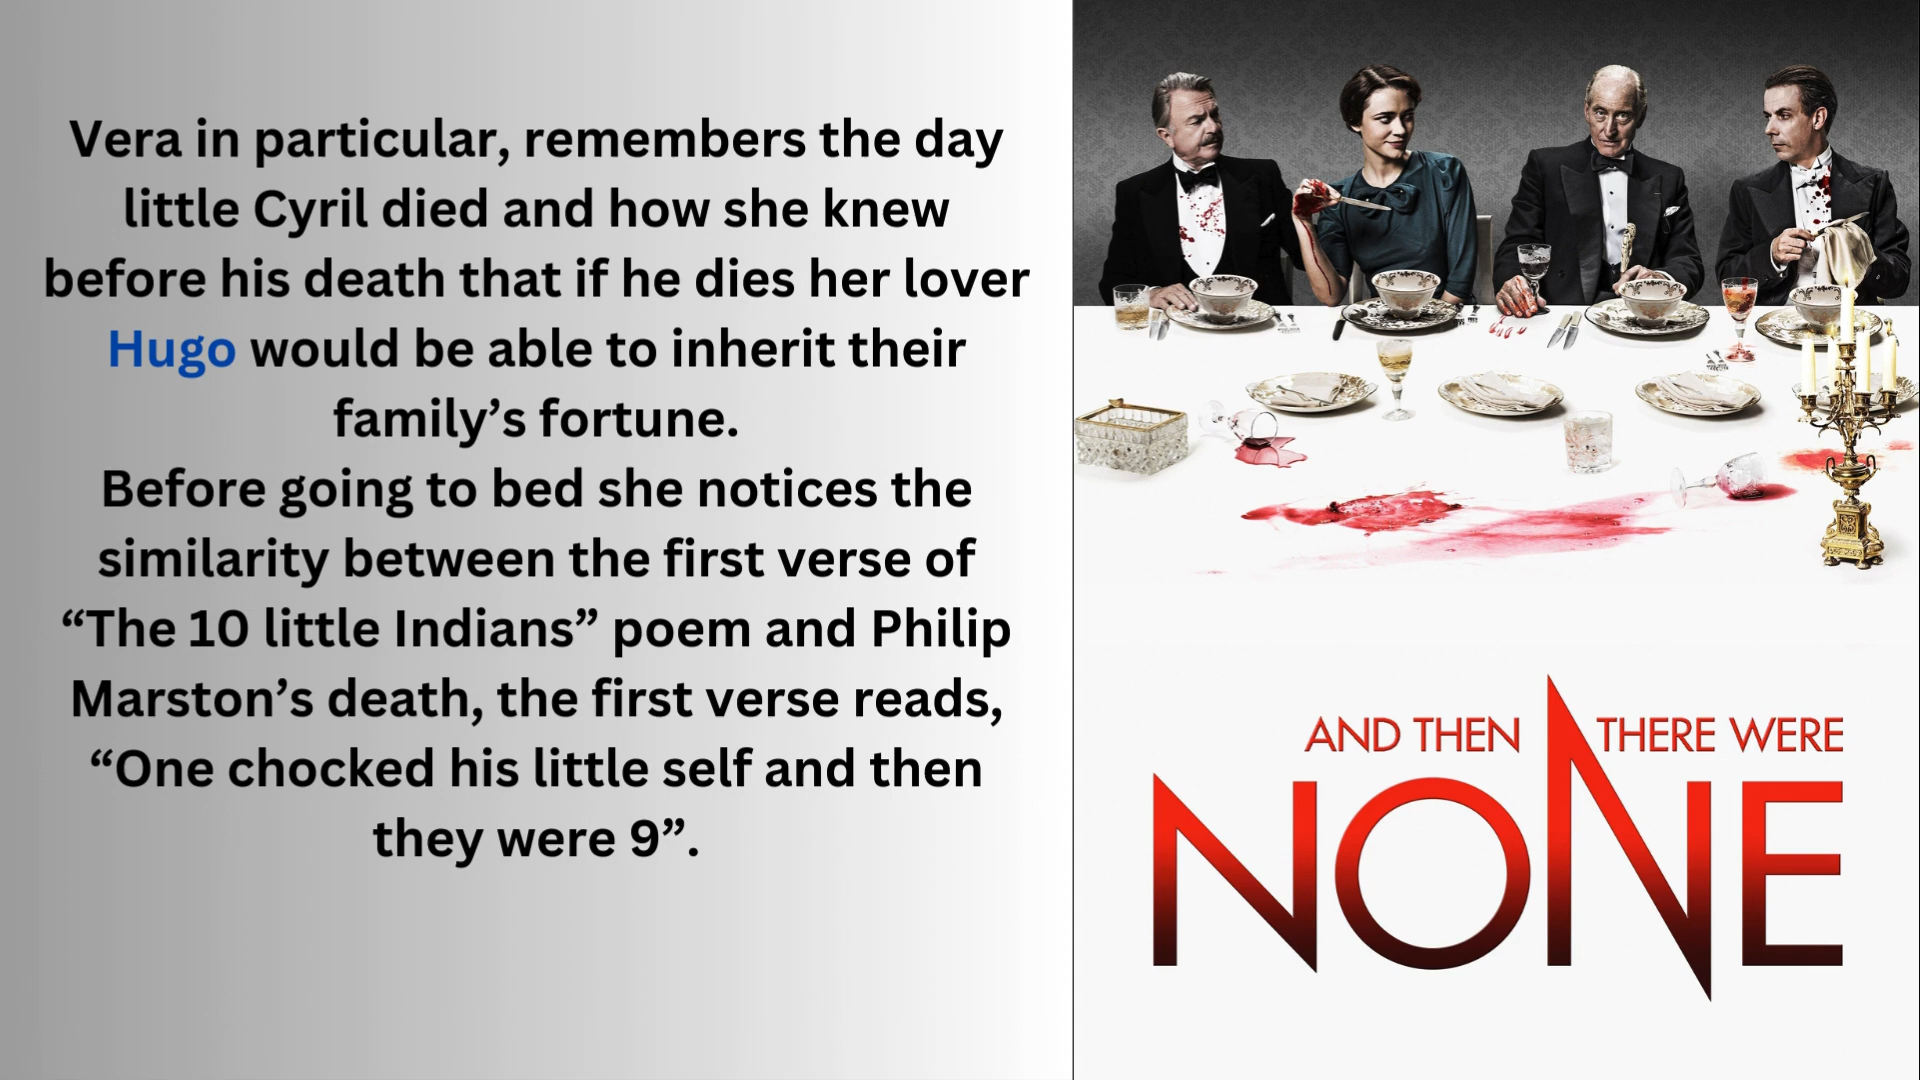 Vera in particular, remembers the day
little Cyril died and how she knew
before his death that if he dies her lover
Hugo would be able to inherit their
family’s fortune.
Before going to bed she notices the
similarity between the first verse of
“The 10 little Indians” poem and Philip
Marston’s death, the first verse reads,
“One chocked his little self and then
they were 9”.
AND THEN THERE WERE
NONE